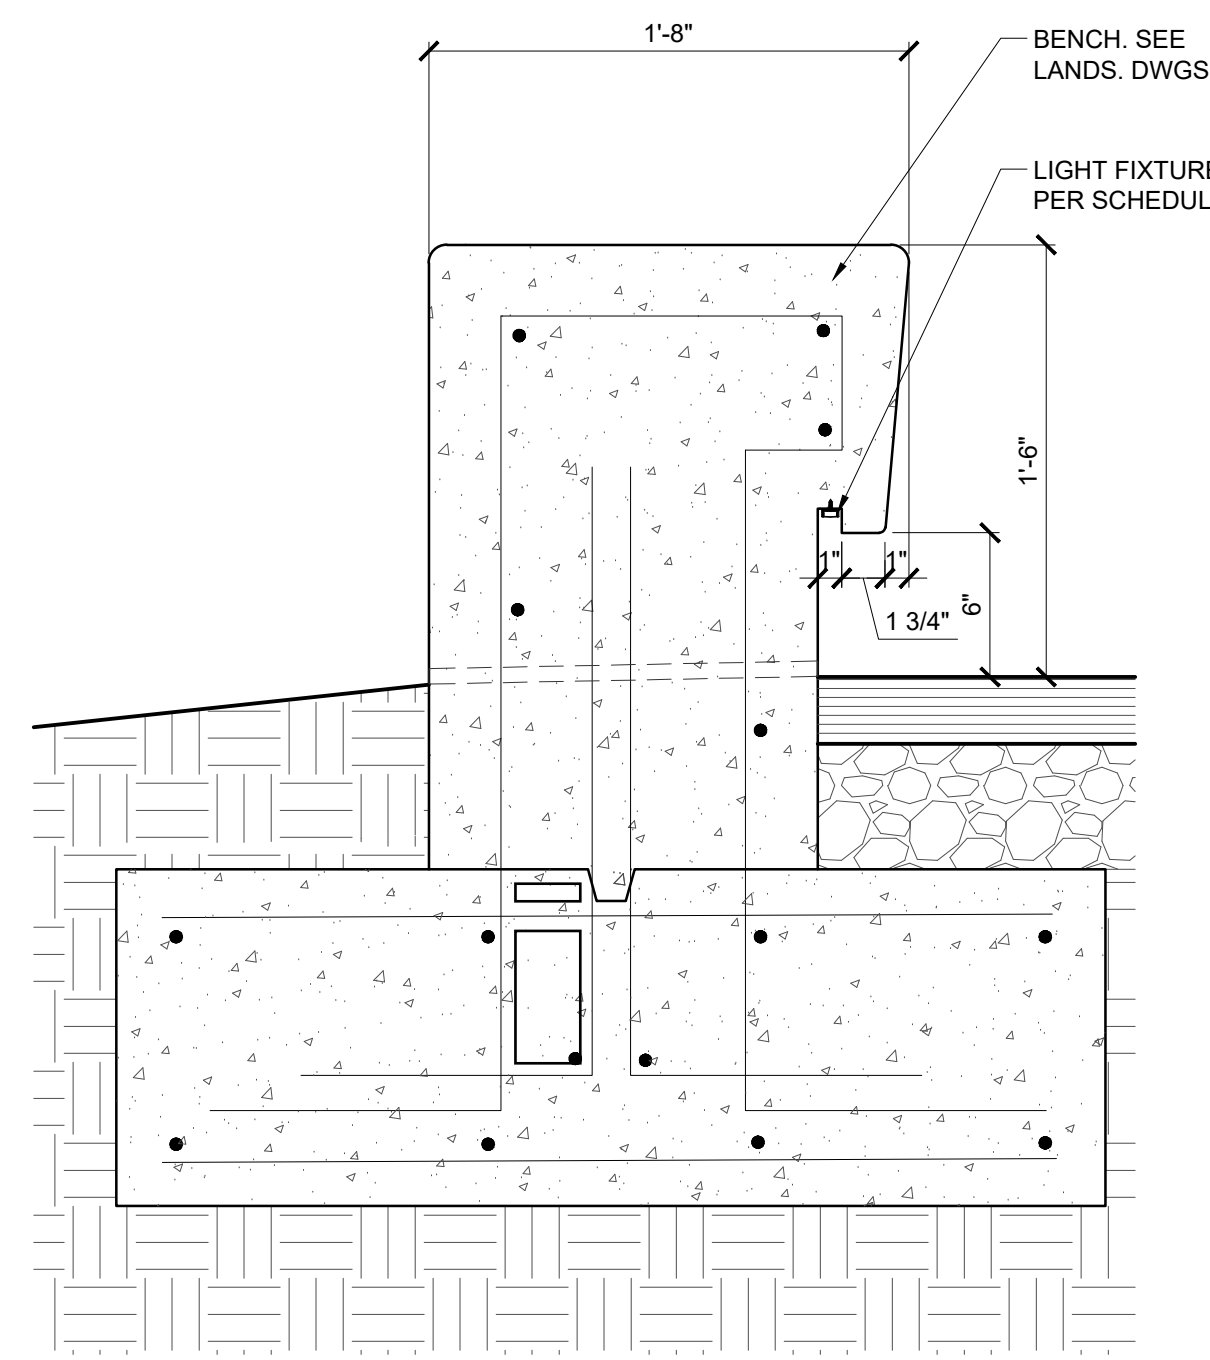 1'-8"
BENCH. SEE
LANDS. DWGS
LIGHT FIXTURE
PER SCHEDUL
1'-6"
1" 1"
1 3/4"
6"